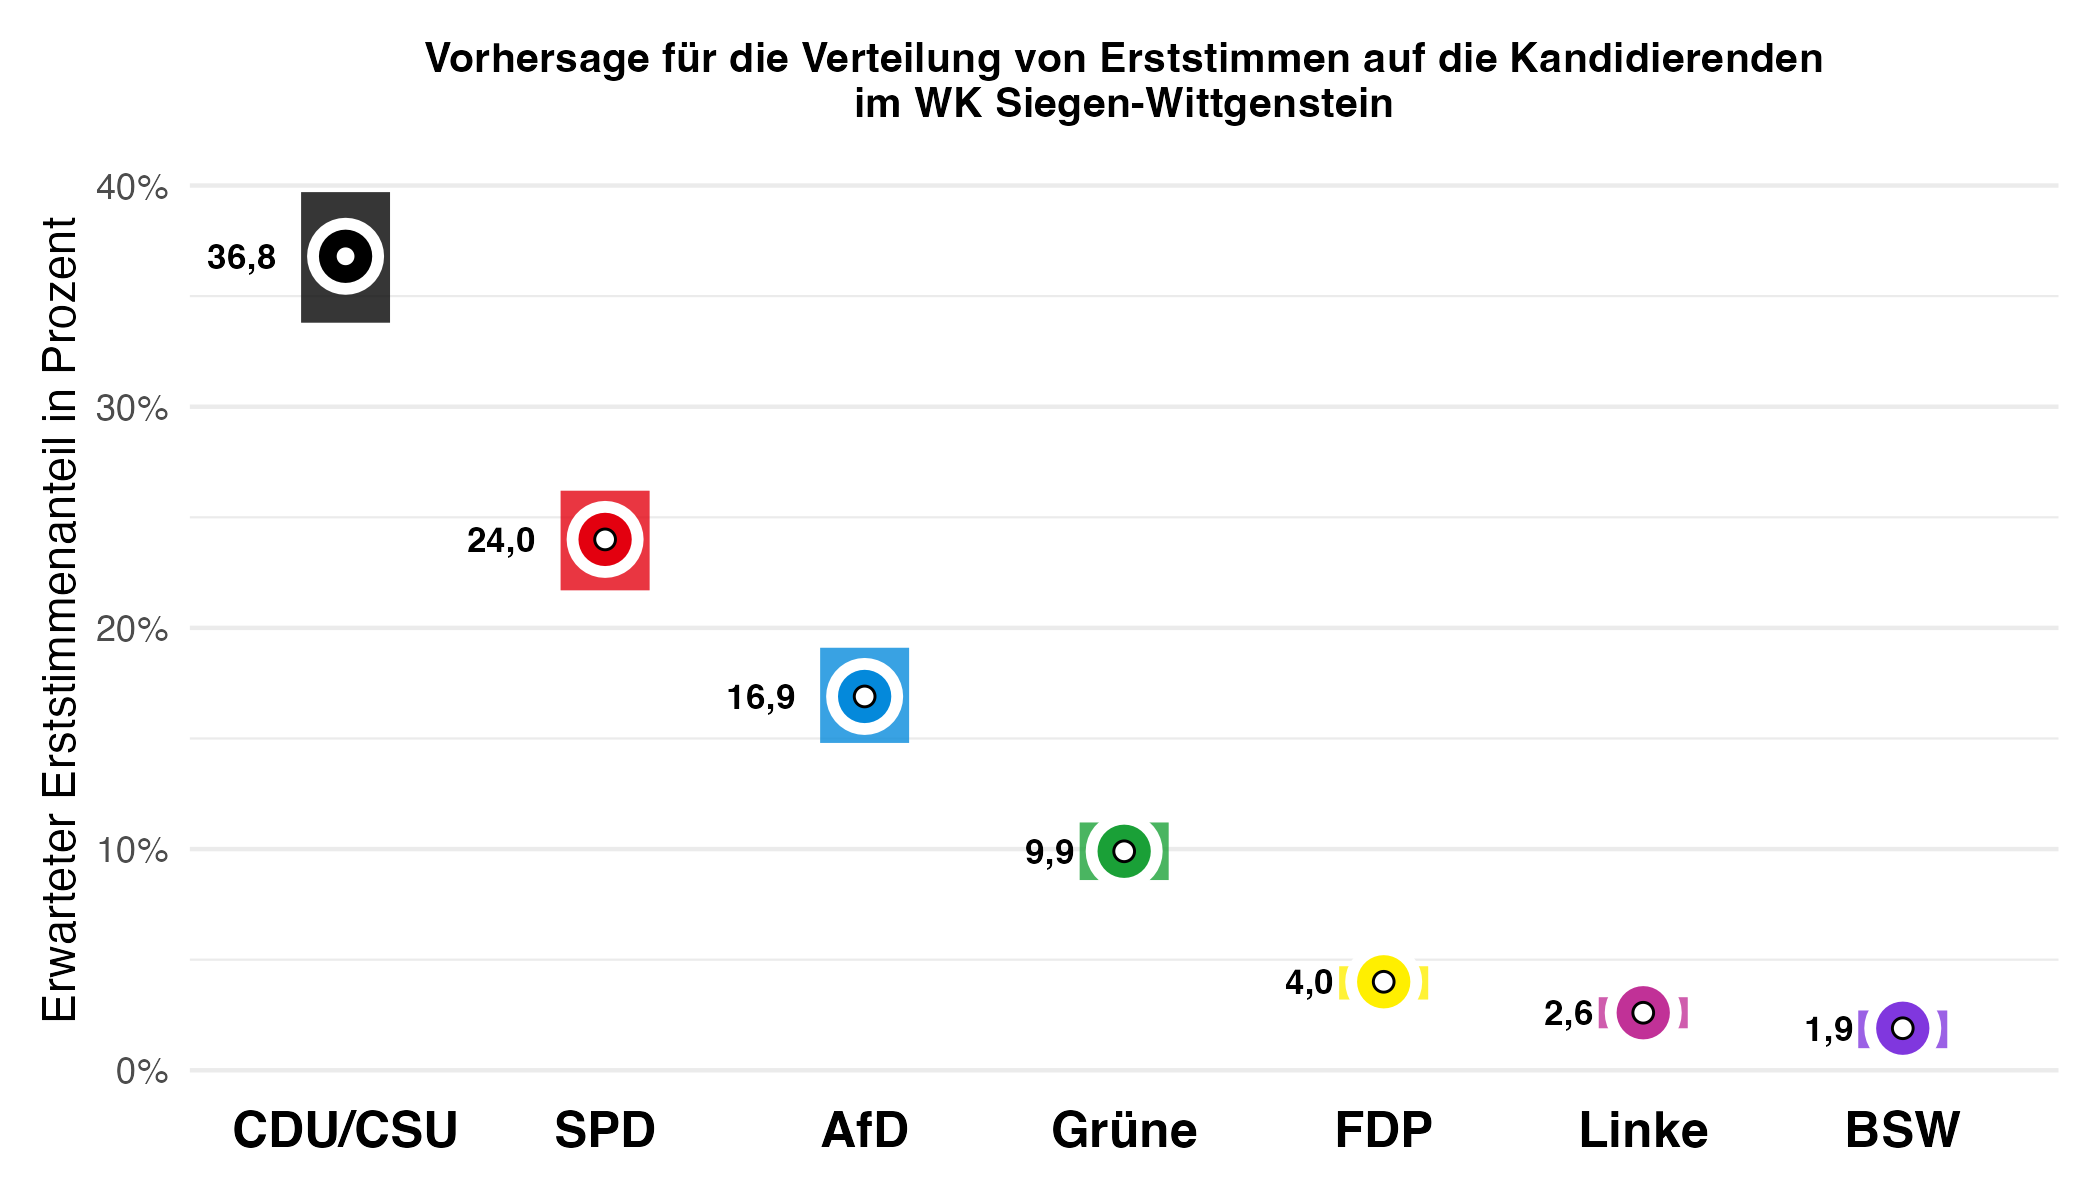 Vorhersage für die Verteilung von Erststimmen auf die Kandidierenden
im WK Siegen-Wittgenstein
Erwarteter Erststimmenanteil in Prozent
40%
30%
20%
10%
0%
36,8
24,0
16,9
9,9
4,0
2,6
1,9
CDU/CSU
SPD
AfD
Grüne
FDP
Linke
BSW